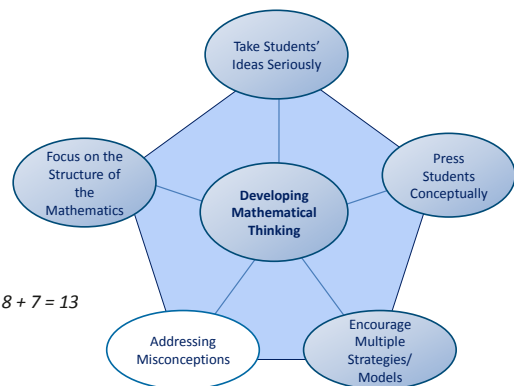 Take Students'
Ideas Seriously
Focus on the
Structure of
the
Mathematics
Press
Students
Conceptually
Developing
Mathematical
Thinking
8 + 7 = 13
Addressing
Misconceptions
Encourage
Multiple
Strategies/
Models